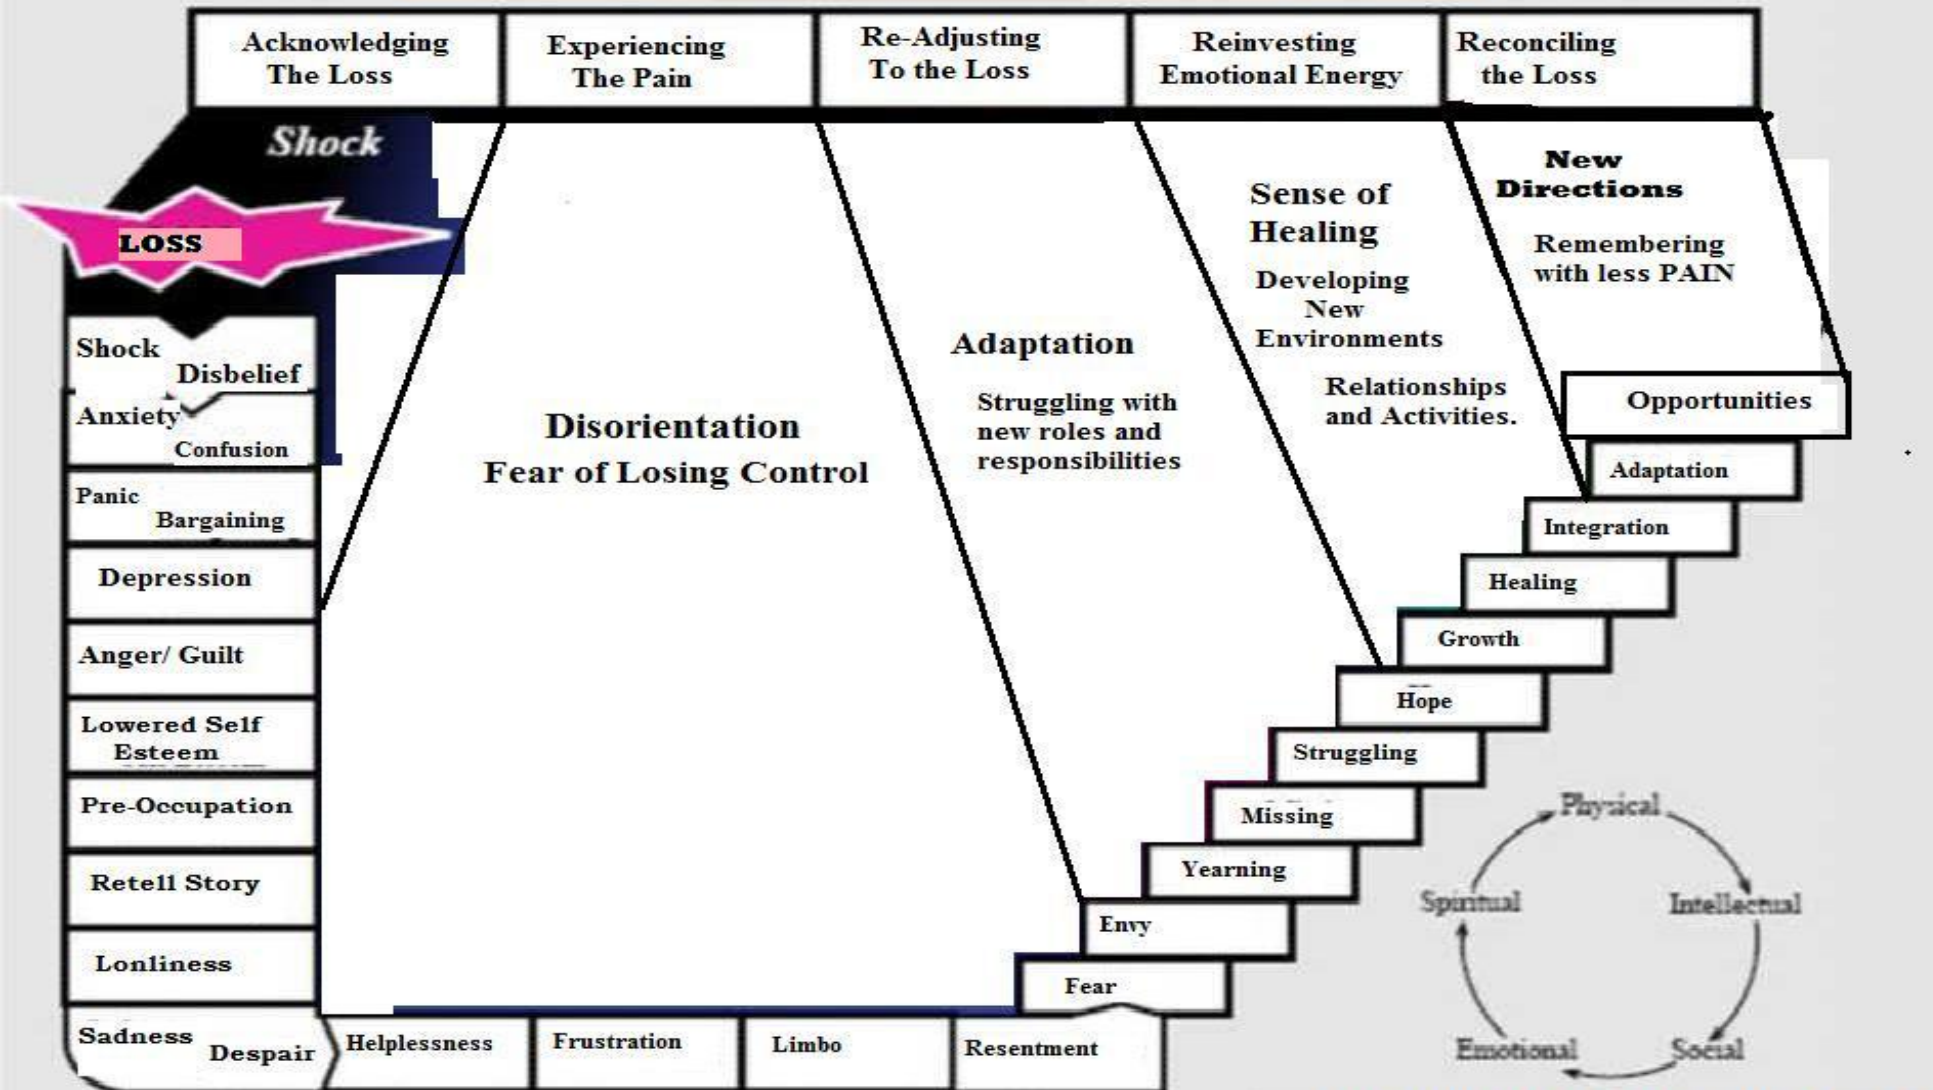 Acknowledging
The Loss
Experiencing
The Pain
Re-Adjusting
To the Loss
Reinvesting
Emotional Energy
Reconciling
the Loss
Shock
LOSS
Shock
Disbelief
Anxiety
Confusion
Panic
Bargaining
Depression
Anger/ Guilt
Lowered Self
Esteem
Pre-Occupation
Retell Story
Lonliness
Sadness
Despair
Helplessness
Frustration
Limbo
Resentment
Disorientation
Fear of Losing Control
Adaptation
Struggling with
new roles and
responsibilities
Sense of
Healing
Developing
New
Environments
Relationships
and Activities.
New
Directions
Remembering
with less PAIN
Opportunities
Adaptation
Integration
Healing
Growth
Hope
Struggling
Missing
Yearning
Envy
Fear
Physical
Intellectual
Social
Emotional
Spiritual